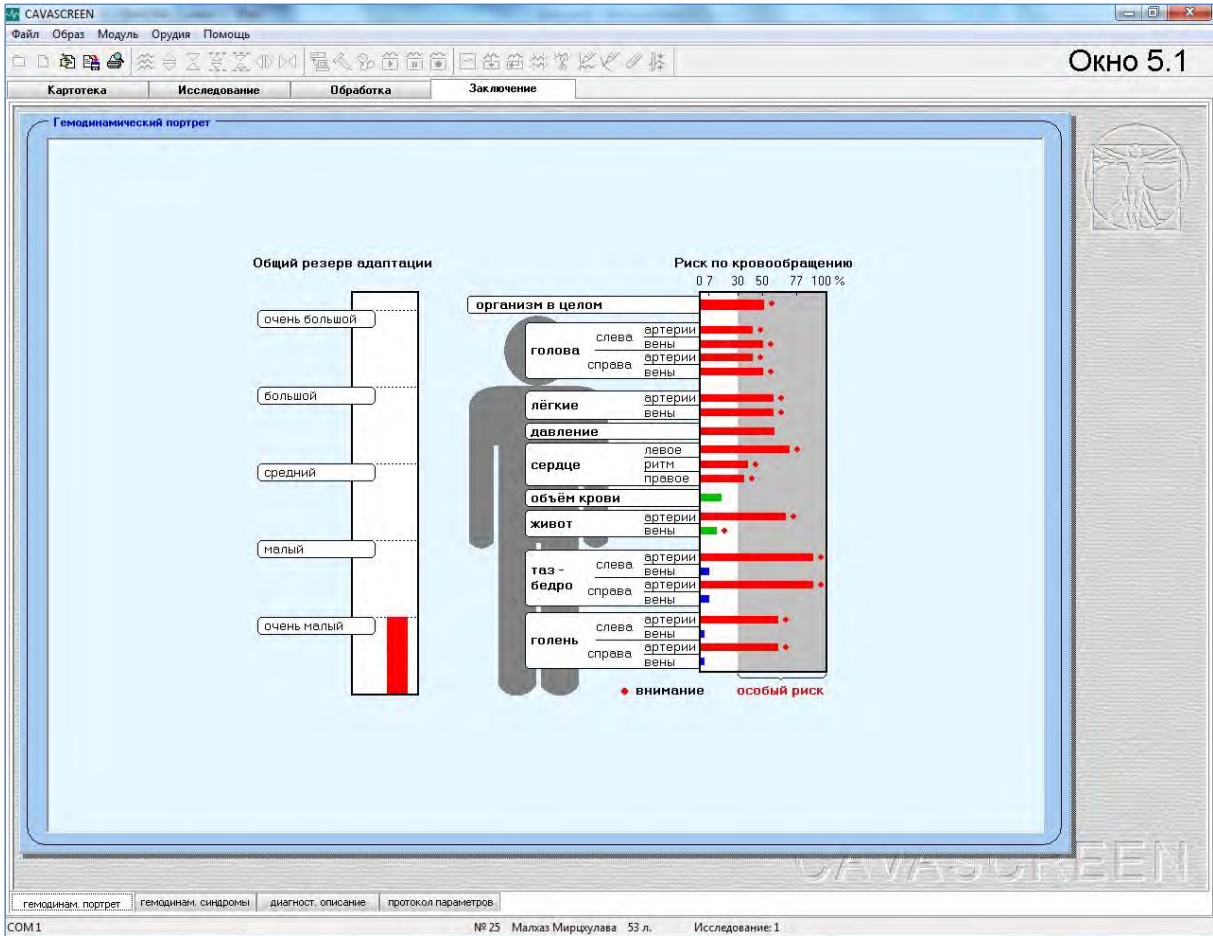 CAVASCREEN
Файл Образ Модуль Орудия Помощь
Окно 5.1
Картотека Исследование Обработка Заключение
Гемодинамический портрет
Общий резерв адаптации
очень большой
большой
средний
малый
очень малый
Риск по кровообращению
0 7 30 50 77 100 %
организм в целом
голова слева артерии
вены
справа артерии
вены
лёгкие артерии
вены
давление
сердце левое
ритм
правое
объём крови
живот артерии
вены
таз - бедро слева артерии
вены
справа артерии
вены
голень слева артерии
вены
справа артерии
вены
внимание особый риск
CAVASCREEN
гемодинам. портрет гемодинам. синдромы диагност. описание протокол параметров
COM1 № 25 Малхаз Мирцхулава 53 л. Исследование: 1